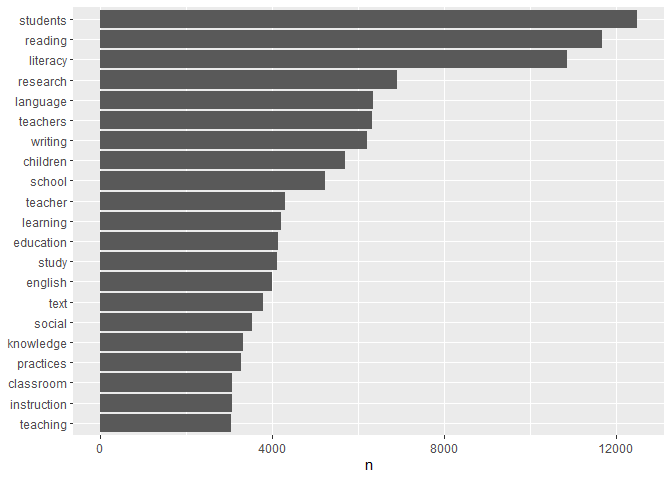 students
reading
literacy
research
language
teachers
writing
children
school
teacher
learning
education
study
english
text
social
knowledge
practices
classroom
instruction
teaching
0 4000 8000 12000
n